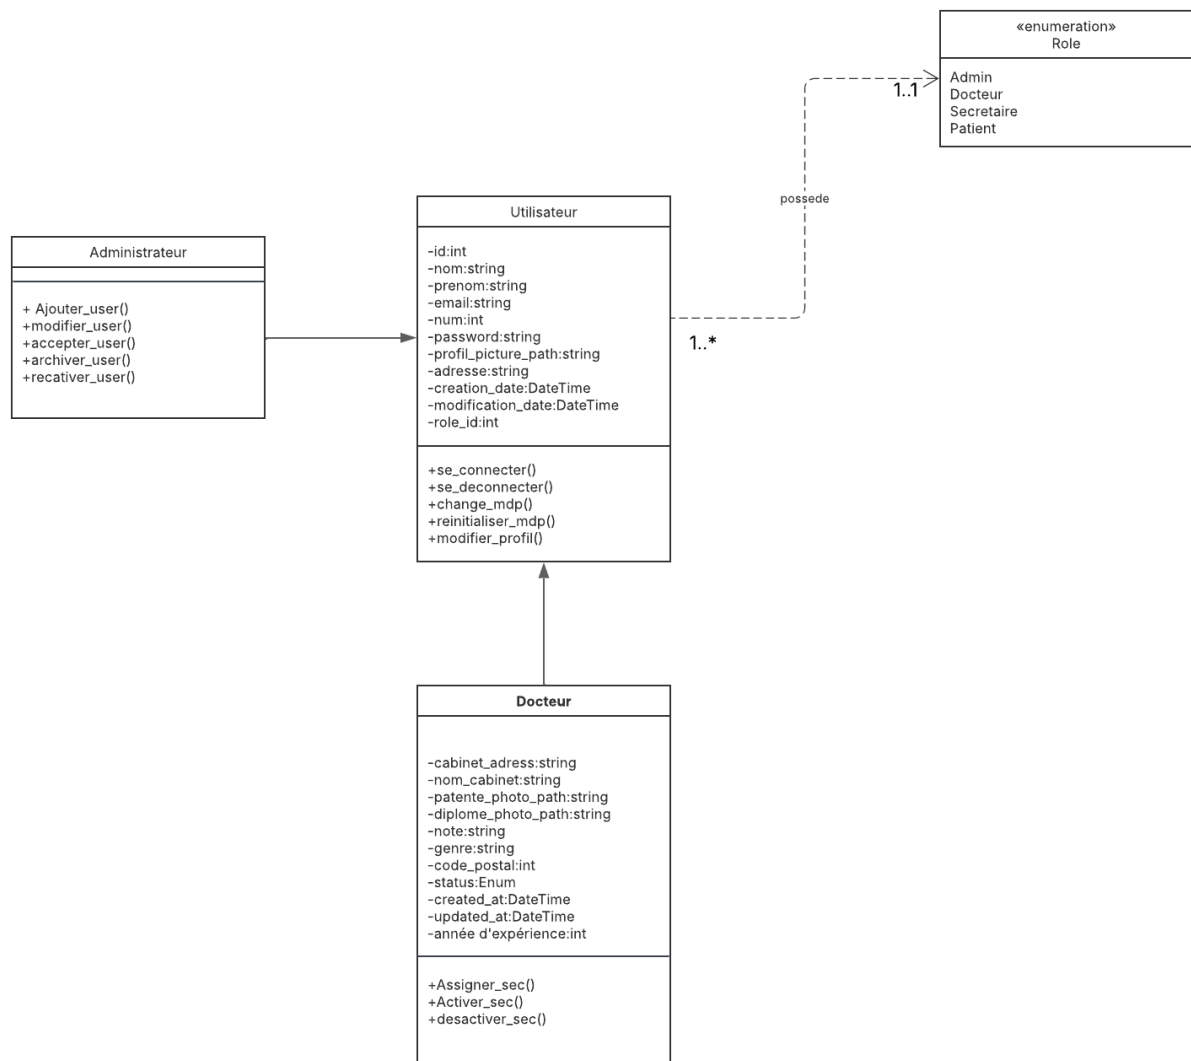 «enumeration»
Role
Admin
Docteur
Secretaire
Patient
1..1
possede
1..*
Administrateur
+ Ajouter_user()
+modifier_user()
+accepter_user()
+archiver_user()
+recativer_user()
Utilisateur
-id:int
-nom:string
-prenom:string
-email:string
-num:int
-password:string
-profil_picture_path:string
-adresse:string
-creation_date:DateTime
-modification_date:DateTime
-role_id:int
+se_connecter()
+se_deconnecter()
+change_mdp()
+reinitialiser_mdp()
+modifier_profil()
Docteur
-cabinet_adress:string
-nom_cabinet:string
-patente_photo_path:string
-diplome_photo_path:string
-note:string
-genre:string
-code_postal:int
-status:Enum
-created_at:DateTime
-updated_at:DateTime
-année d'expérience:int
+Assigner_sec()
+Activer_sec()
+desactiver_sec()